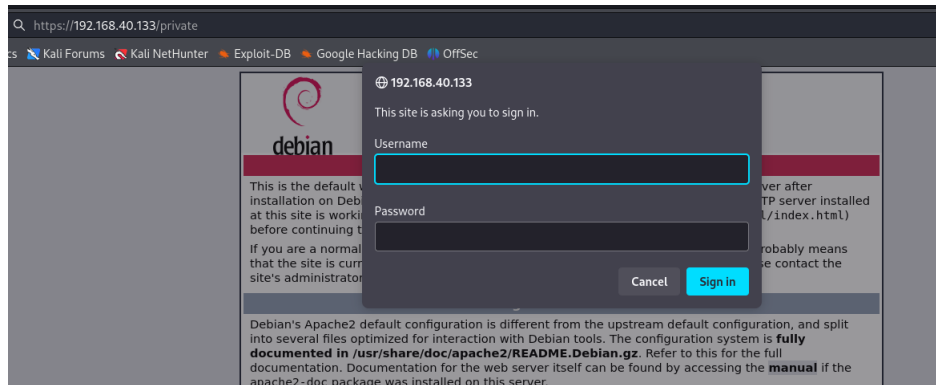 https://192.168.40.133/private
cs Kali Forums Kali NetHunter Exploit-DB Google Hacking DB OffSec
192.168.40.133
This site is asking you to sign in.
Username
Password
Cancel Sign in
debian
This is the default ver after
installation on Deb TP server installed
at this site is worki l/index.html)
before continuing t
If you are a normal robably means
that the site is curr se contact the
site's administrator
Debian's Apache2 default configuration is different from the upstream default configuration, and split
into several files optimized for interaction with Debian tools. The configuration system is fully
documented in /usr/share/doc/apache2/README.Debian.gz. Refer to this for the full
documentation. Documentation for the web server itself can be found by accessing the manual if the
apache2-doc package was installed on this server.